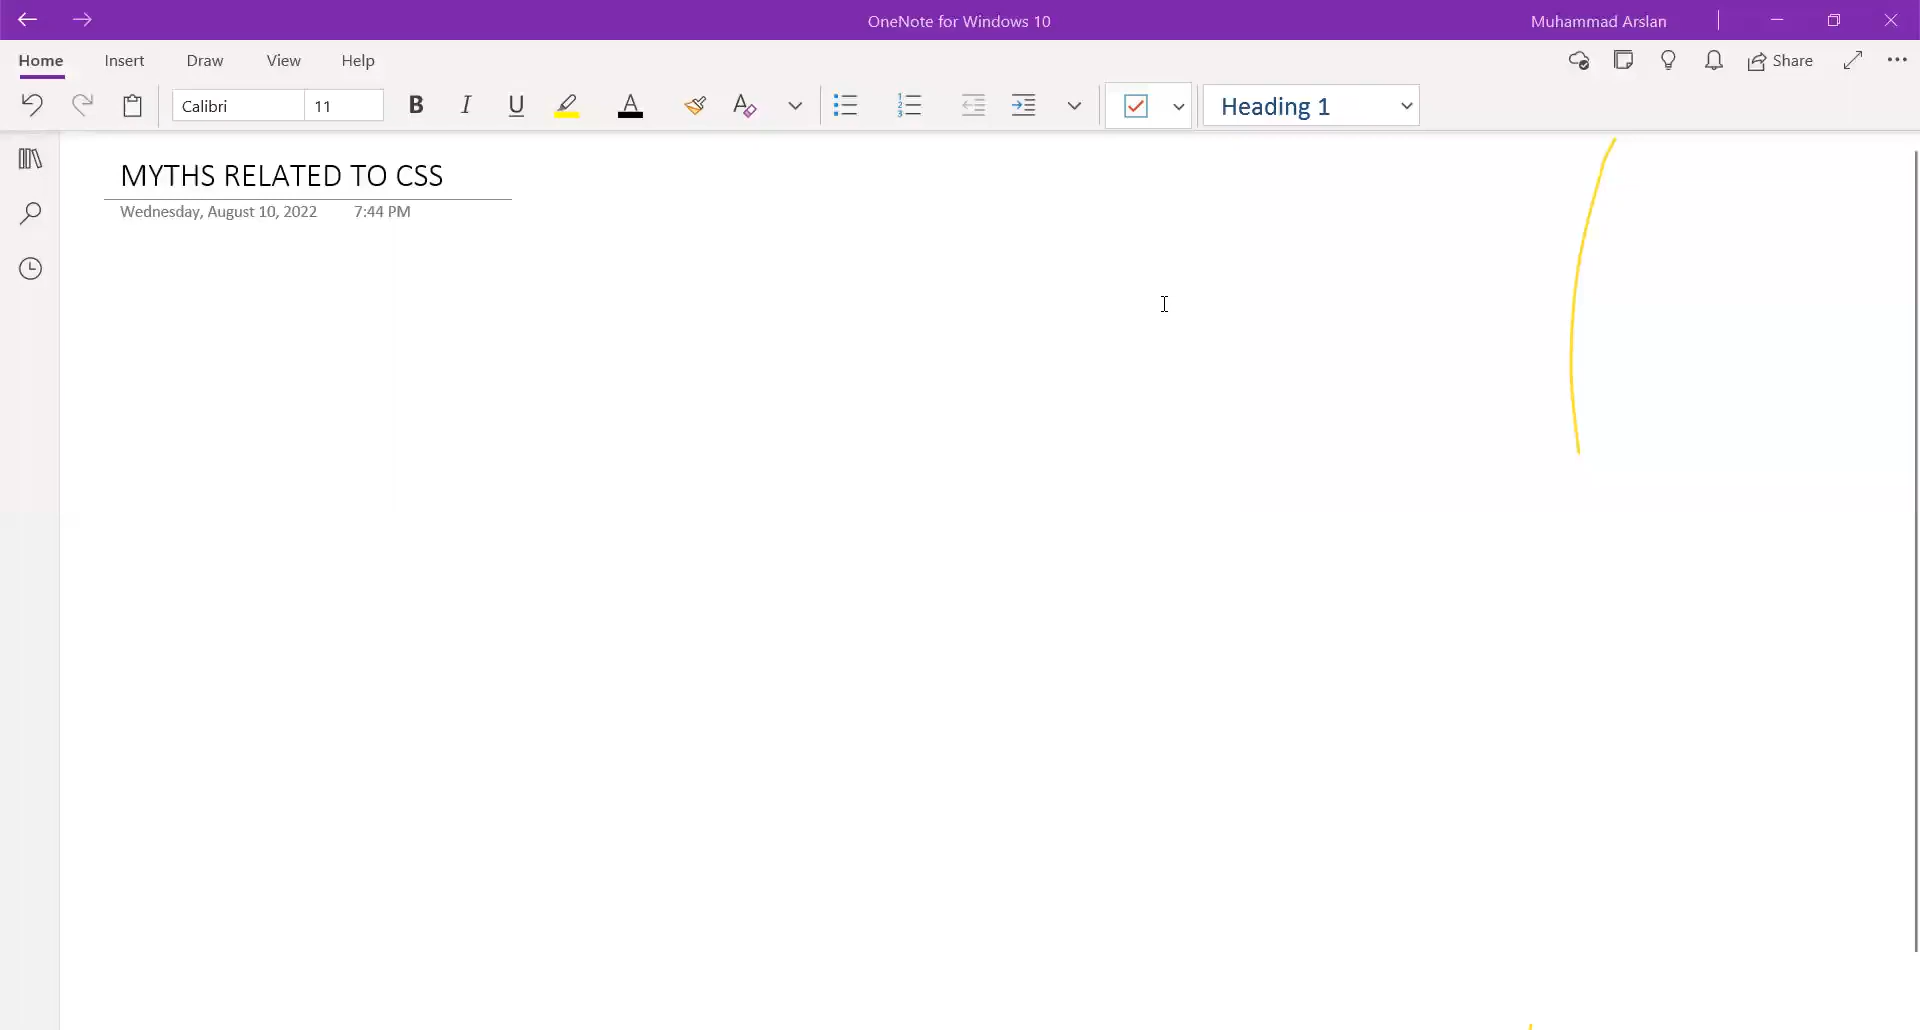 OneNote for Windows 10
Muhammad Arslan
Home Insert Draw View Help
Share
Calibri 11 B I U A A Heading 1
MYTHS RELATED TO CSS
Wednesday, August 10, 2022 7:44 PM